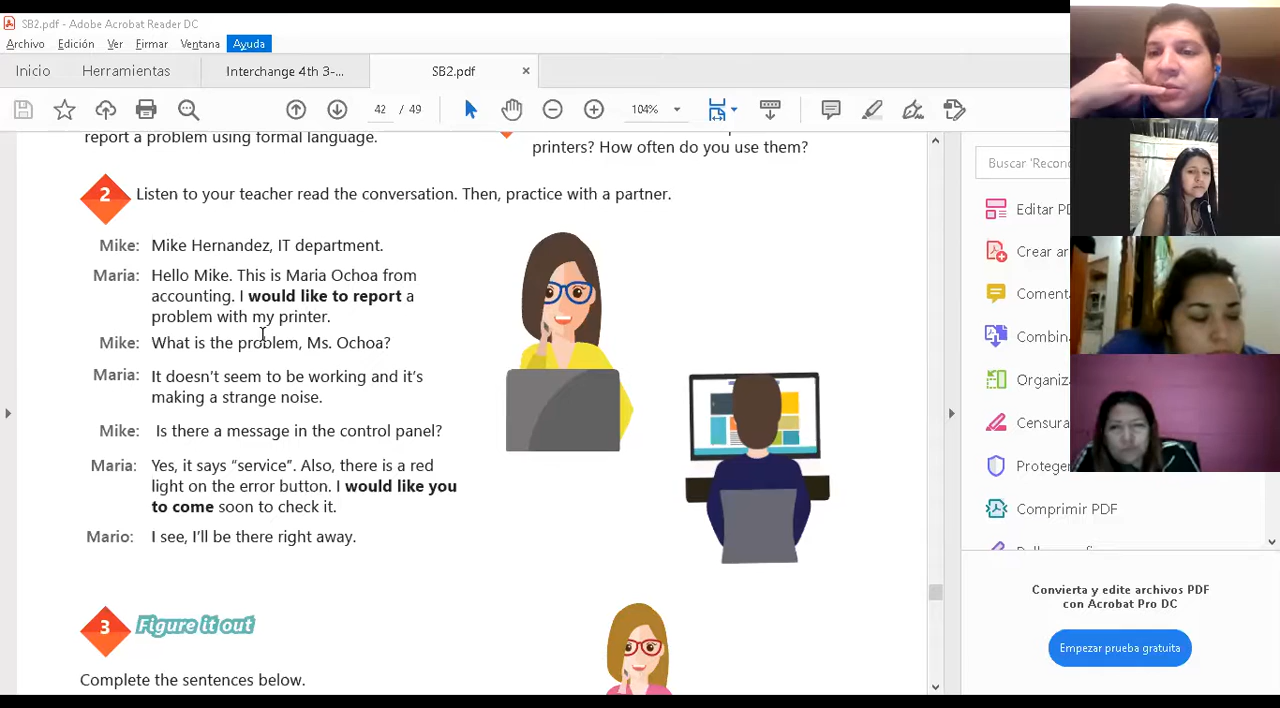 SB2.pdf - Adobe Acrobat Reader DC
Archivo Edición Ver Firmar Ventana Ayuda
Inicio Herramientas Interchange 4th 3-... SB2.pdf ×
42 / 49 104%
report a problem using formal language.
printers? How often do you use them?
2 Listen to your teacher read the conversation. Then, practice with a partner.
Mike: Mike Hernandez, IT department.
Maria: Hello Mike. This is Maria Ochoa from
accounting. I would like to report a
problem with my printer.
Mike: What is the problem, Ms. Ochoa?
Maria: It doesn't seem to be working and it's
making a strange noise.
Mike: Is there a message in the control panel?
Maria: Yes, it says "service". Also, there is a red
light on the error button. I would like you
to come soon to check it.
Mario: I see, I'll be there right away.
3 Figure it out
Complete the sentences below.
Buscar 'Recon
Editar PD
Crear ar
Comenta
Combina
Organiza
Censura
Proteger
Comprimir PDF
Convierta y edite archivos PDF
con Acrobat Pro DC
Empezar prueba gratuita